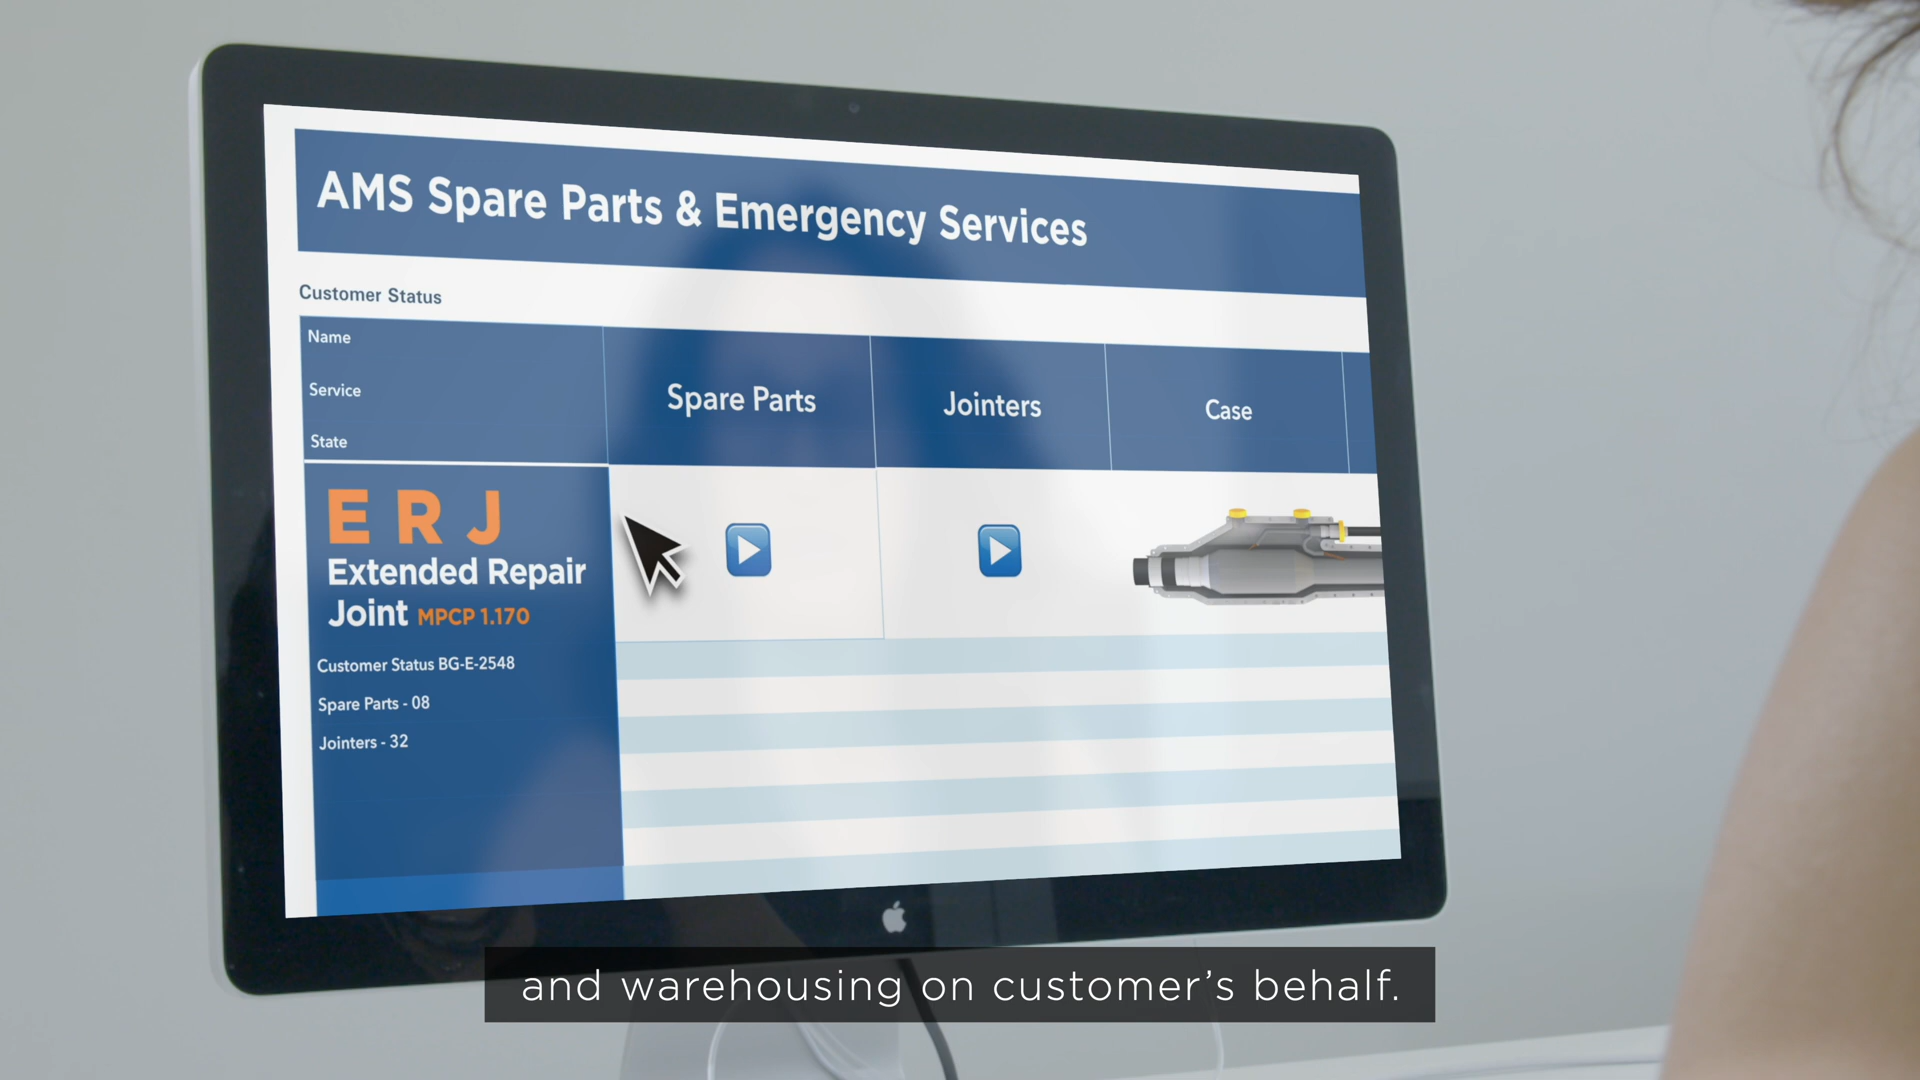 AMS Spare Parts & Emergency Services
Customer Status
Name
Service
State
Spare Parts
Jointers
Case
E R J
Extended Repair
Joint MPCP 1.170
Customer Status BG-E-2548
Spare Parts - 08
Jointers - 32
and warehousing on customer’s behalf.